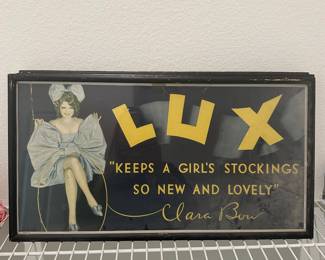 LUX
"KEEPS A GIRL'S STOCKINGS
SO NEW AND LOVELY"
Clara Bow